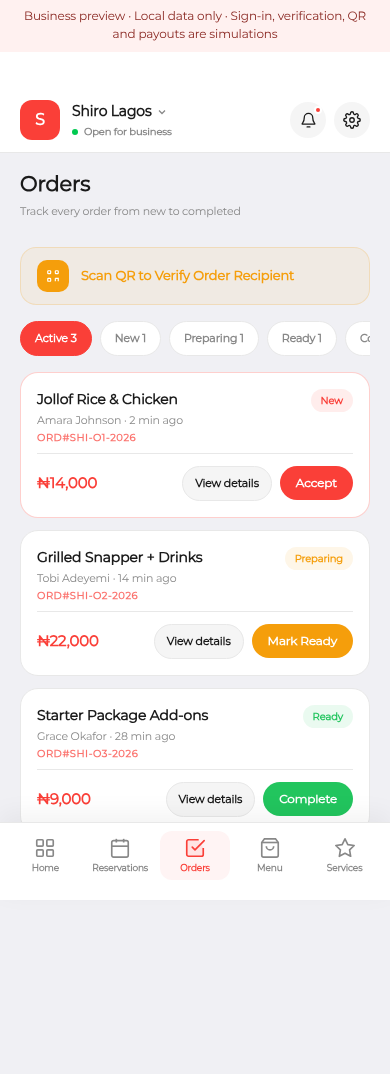 Business preview · Local data only · Sign-in, verification, QR
and payouts are simulations
S
Shiro Lagos
Open for business
Orders
Track every order from new to completed
Scan QR to Verify Order Recipient
Active 3
New 1
Preparing 1
Ready 1
Jollof Rice & Chicken
New
Amara Johnson · 2 min ago
ORD#SHI-O1-2026
₦14,000
View details
Accept
Grilled Snapper + Drinks
Preparing
Tobi Adeyemi · 14 min ago
ORD#SHI-O2-2026
₦22,000
View details
Mark Ready
Starter Package Add-ons
Ready
Grace Okafor · 28 min ago
ORD#SHI-O3-2026
₦9,000
View details
Complete
Home
Reservations
Orders
Menu
Services